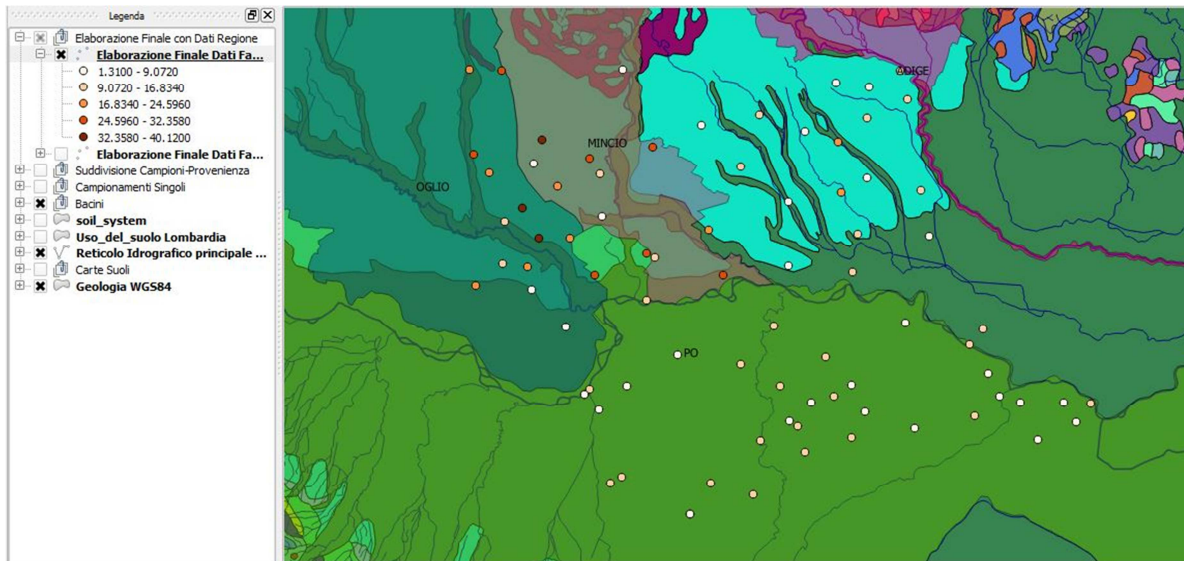 Legenda
Elaborazione Finale con Dati Regione
Elaborazione Finale Dati Fa...
1.3100 - 9.0720
9.0720 - 16.8340
16.8340 - 24.5960
24.5960 - 32.3580
32.3580 - 40.1200
Elaborazione Finale Dati Fa...
Suddivisione Campioni-Provenienza
Campionamenti Singoli
Bacini
soil_system
Uso_del_suolo Lombardia
Reticolo Idrografico principale ...
Carte Suoli
Geologia WGS84
ADIGE
MINCIO
OGLIO
PO